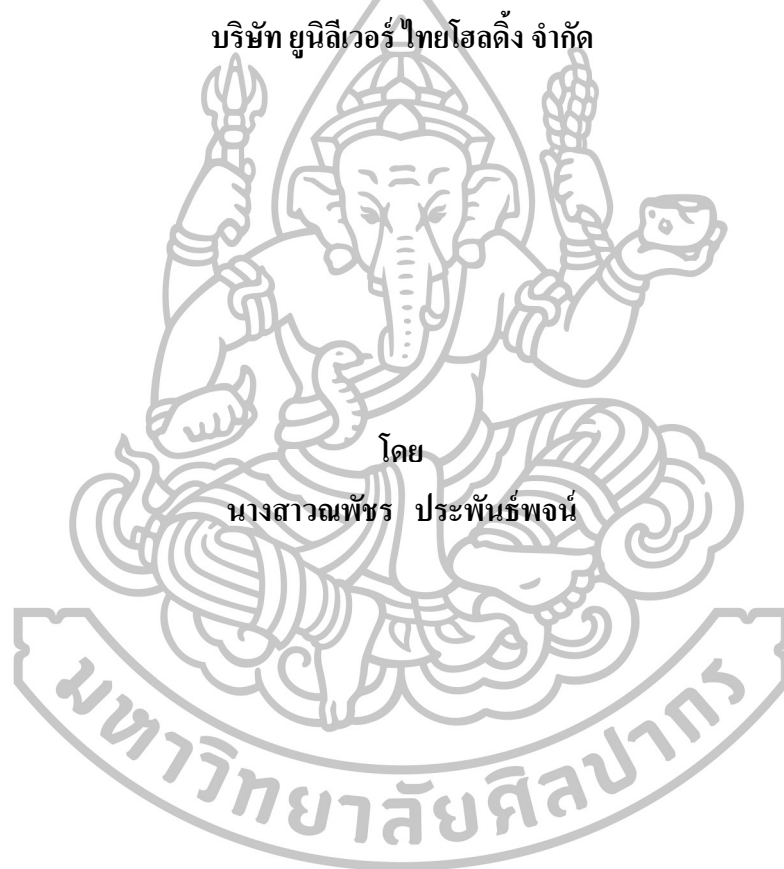 บริษัท ยูนิลีเวอร์ ไทยโฮลดิ้ง จำกัด
โดย
นางสาวณพัชร ประพันธ์พจน์
มหาวิทยาลัยศิลปากร